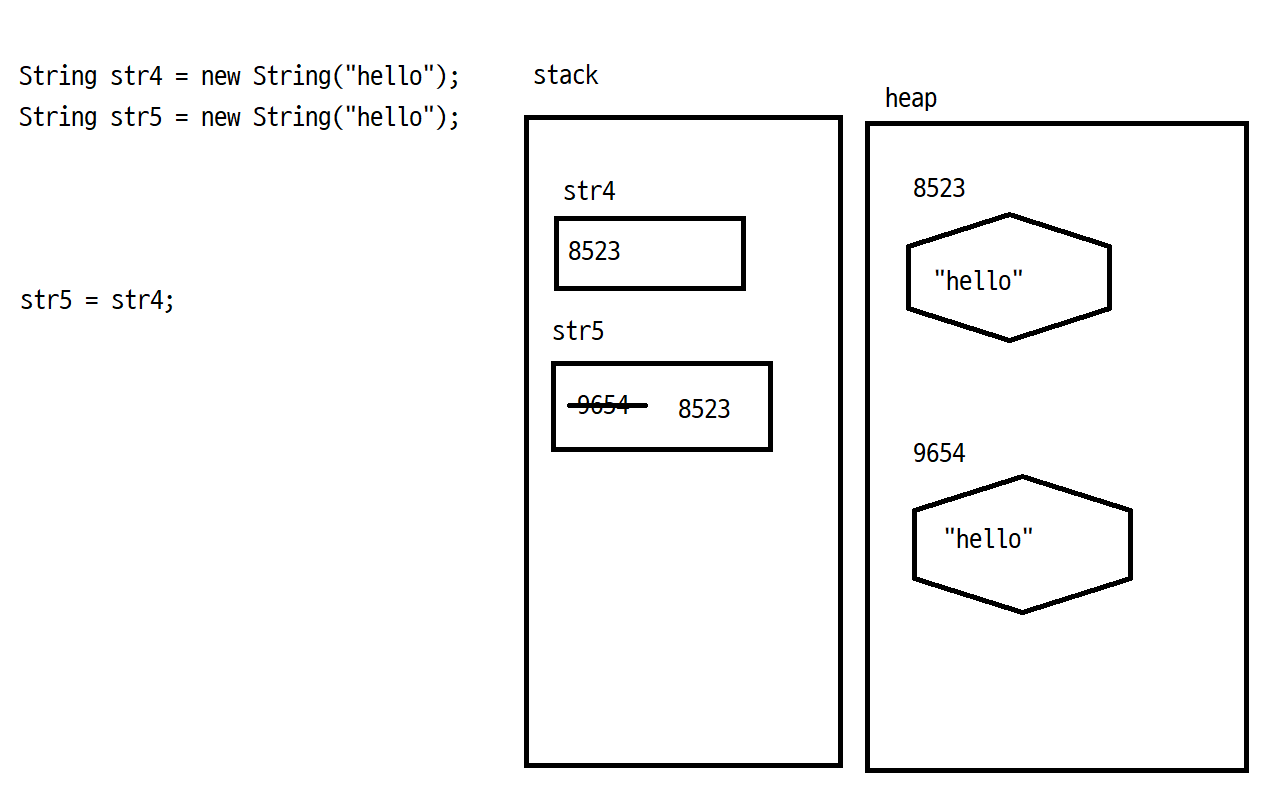 String str4 = new String("hello");
String str5 = new String("hello");
str5 = str4;
stack
str4
8523
str5
9654 8523
heap
8523
"hello"
9654
"hello"